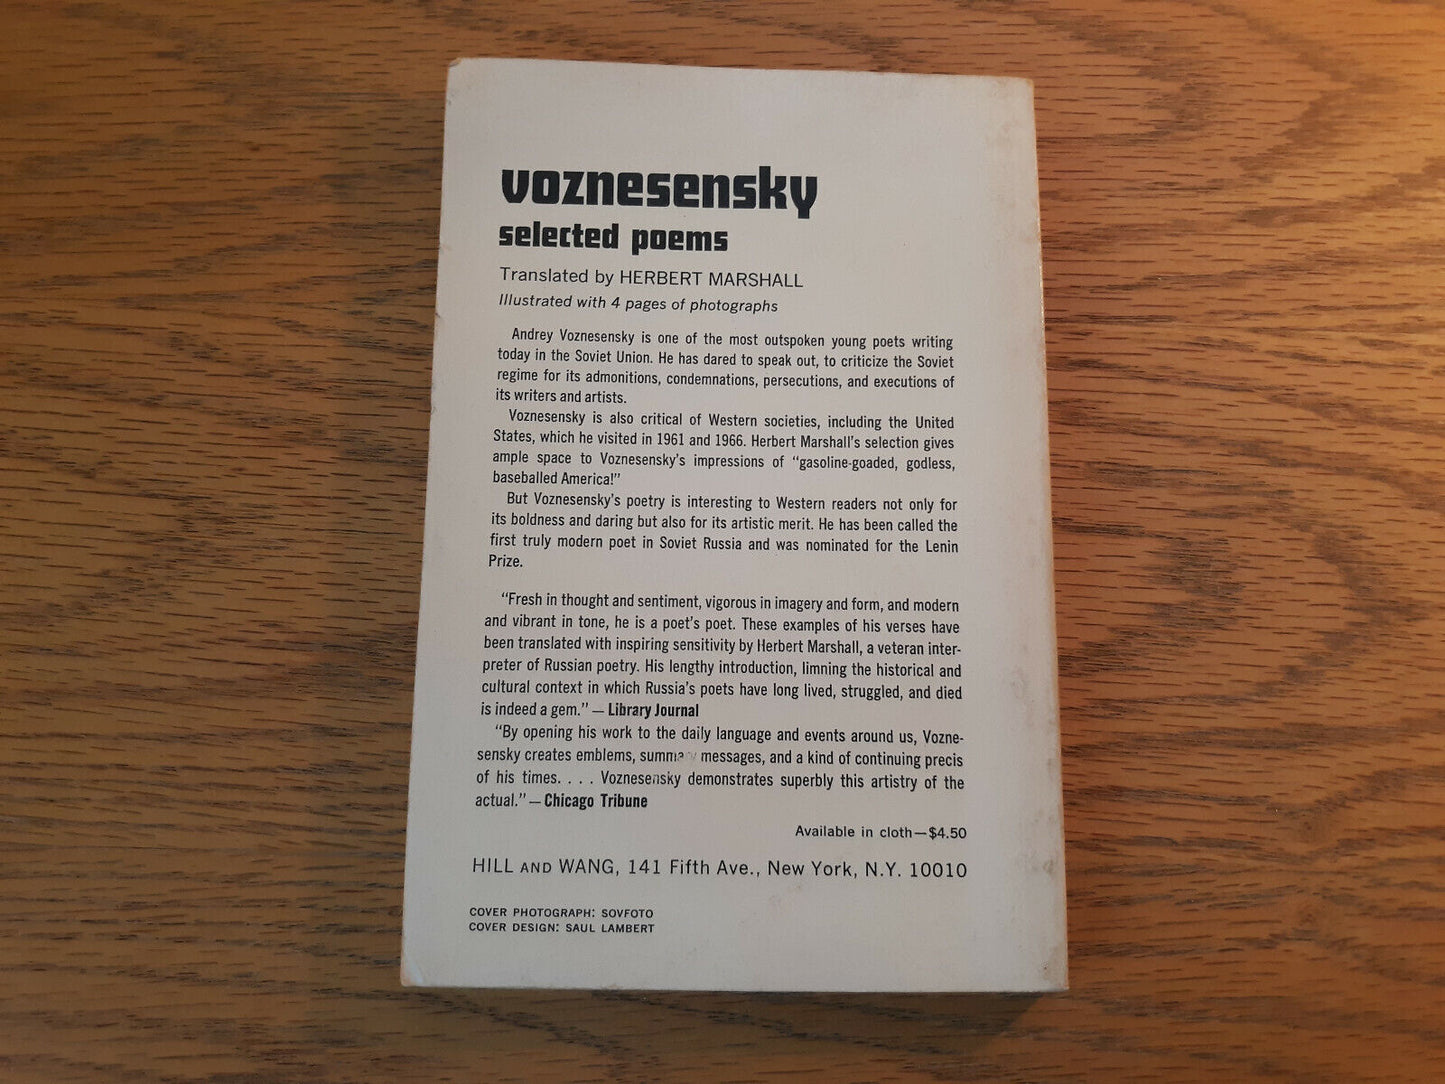 voznesensky
selected poems
Translated by HERBERT MARSHALL
Illustrated with 4 pages of photographs
Andrey Voznesensky is one of the most outspoken young poets writing
today in the Soviet Union. He has dared to speak out, to criticize the Soviet
regime for its admonitions, condemnations, persecutions, and executions of
its writers and artists.
Voznesensky is also critical of Western societies, including the United
States, which he visited in 1961 and 1966. Herbert Marshall's selection gives
ample space to Voznesensky's impressions of "gasoline-goaded, godless,
baseballed America!"
But Voznesensky's poetry is interesting to Western readers not only for
its boldness and daring but also for its artistic merit. He has been called the
first truly modern poet in Soviet Russia and was nominated for the Lenin
Prize.
"Fresh in thought and sentiment, vigorous in imagery and form, and modern
and vibrant in tone, he is a poet's poet. These examples of his verses have
been translated with inspiring sensitivity by Herbert Marshall, a veteran inter-
preter of Russian poetry. His lengthy introduction, limning the historical and
cultural context in which Russia's poets have long lived, struggled, and died
is indeed a gem." — Library Journal
"By opening his work to the daily language and events around us, Vozne-
sensky creates emblems, summary messages, and a kind of continuing precis
of his times. . . . Voznesensky demonstrates superbly this artistry of the
actual." — Chicago Tribune
Available in cloth—$4.50
HILL AND WANG, 141 Fifth Ave., New York, N.Y. 10010
COVER PHOTOGRAPH: SOVFOTO
COVER DESIGN: SAUL LAMBERT